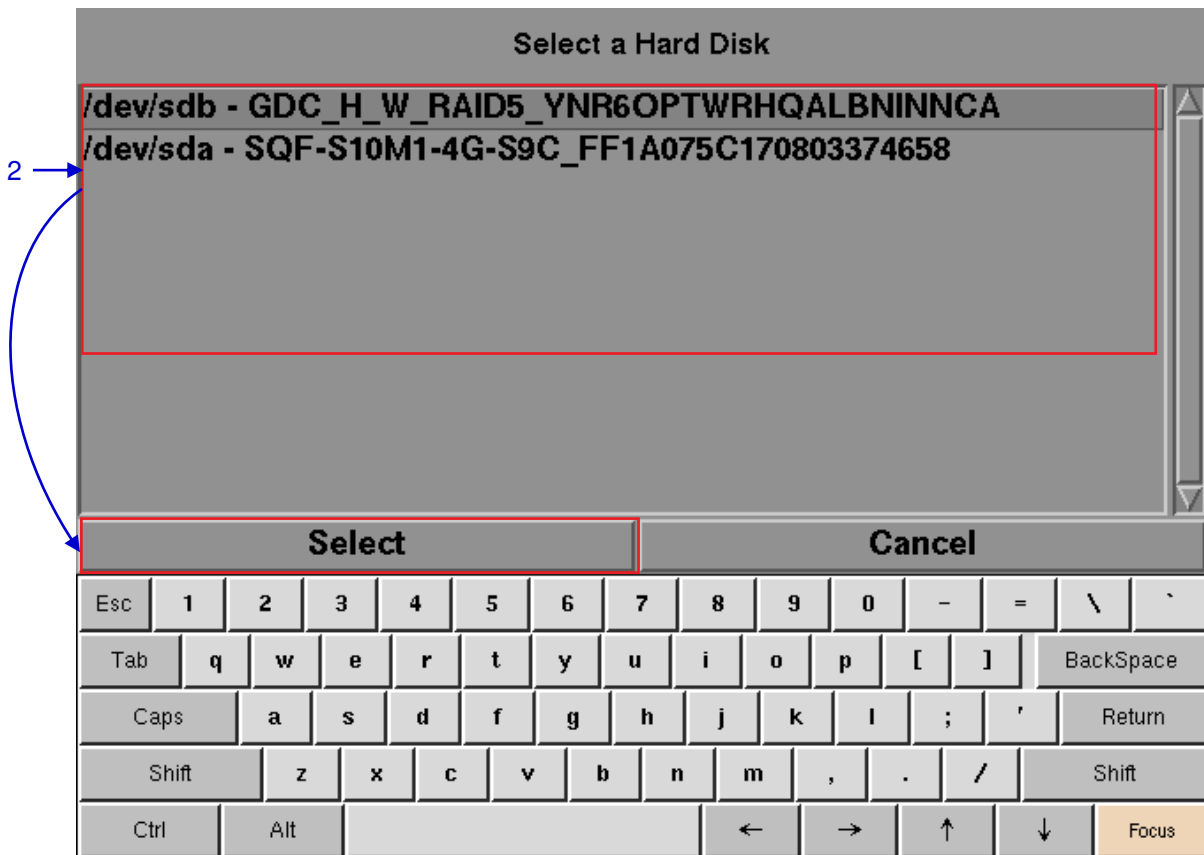 Select a Hard Disk
/dev/sdb - GDC_H_W_RAID5_YNR6OPTWRHQALBNINNCA
/dev/sda - SQF-S10M1-4G-S9C_FF1A075C170803374658
2
Select Cancel
Esc 1 2 3 4 5 6 7 8 9 0 - = \ `
Tab q w e r t y u i o p [ ] BackSpace
Caps a s d f g h j k l ; ' Return
Shift z x c v b n m , . / Shift
Ctrl Alt ← → ↑ ↓ Focus